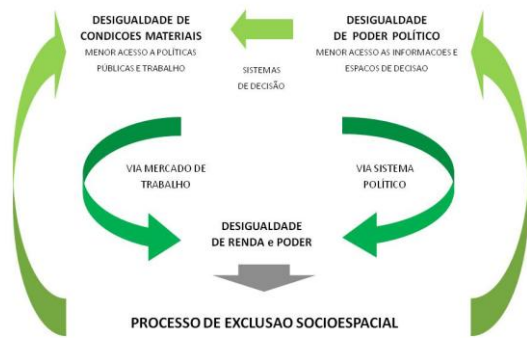 DESIGUALDADE DE
CONDICOES MATERIAIS
MENOR ACESSO A POLÍTICAS
PÚBLICAS E TRABALHO
DESIGUALDADE
DE PODER POLÍTICO
MENOR ACESSO AS INFORMACOES E
ESPACOS DE DECISAO
SISTEMAS
DE DECISÃO
VIA MERCADO DE
TRABALHO
VIA SISTEMA
POLÍTICO
DESIGUALDADE
DE RENDA e PODER
PROCESSO DE EXCLUSAO SOCIOESPACIAL